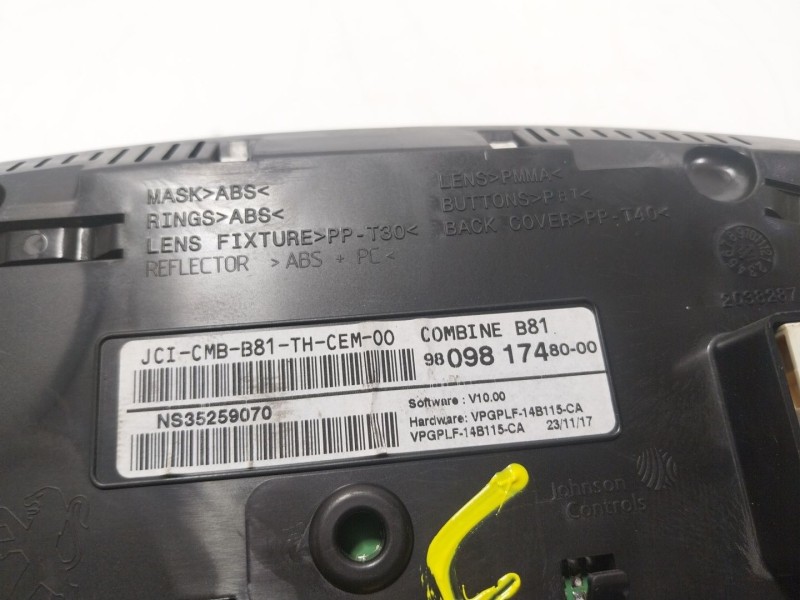 MASK>ABS<
RINGS>ABS<
LENS FIXTURE>PP-T30<
REFLECTOR >ABS + PC<
LENS>PMMA<
BUTTONS>PBT<
BACK COVER>PP-T40<
2038287
JCI-CMB-B81-TH-CEM-00
COMBINE B81
98 098 174 80-00
NS35259070
Software : V10.00
Hardware: VPGPLF-14B115-CA
VPGPLF-14B115-CA 23/11/17
Johnson
Controls